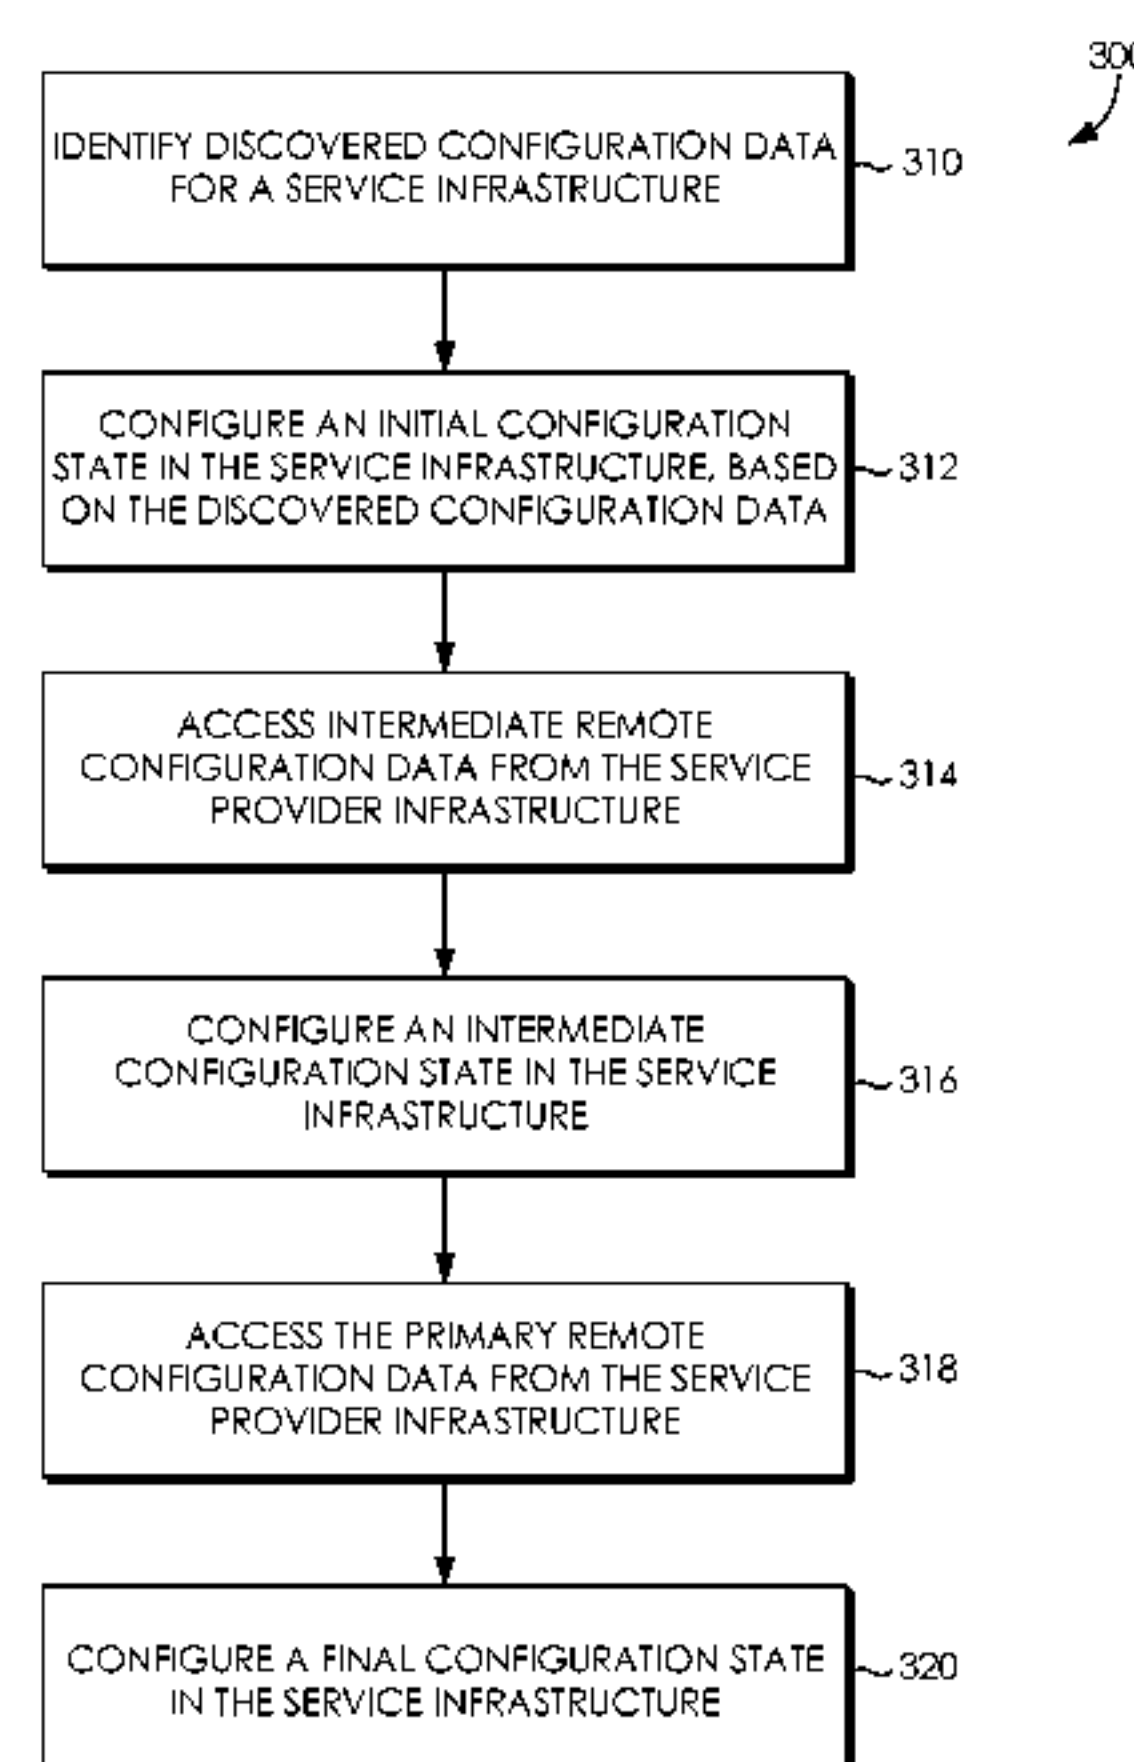 300
IDENTIFY DISCOVERED CONFIGURATION DATA
FOR A SERVICE INFRASTRUCTURE
310
CONFIGURE AN INITIAL CONFIGURATION
STATE IN THE SERVICE INFRASTRUCTURE, BASED
ON THE DISCOVERED CONFIGURATION DATA
312
ACCESS INTERMEDIATE REMOTE
CONFIGURATION DATA FROM THE SERVICE
PROVIDER INFRASTRUCTURE
314
CONFIGURE AN INTERMEDIATE
CONFIGURATION STATE IN THE SERVICE
INFRASTRUCTURE
316
ACCESS THE PRIMARY REMOTE
CONFIGURATION DATA FROM THE SERVICE
PROVIDER INFRASTRUCTURE
318
CONFIGURE A FINAL CONFIGURATION STATE
IN THE SERVICE INFRASTRUCTURE
320